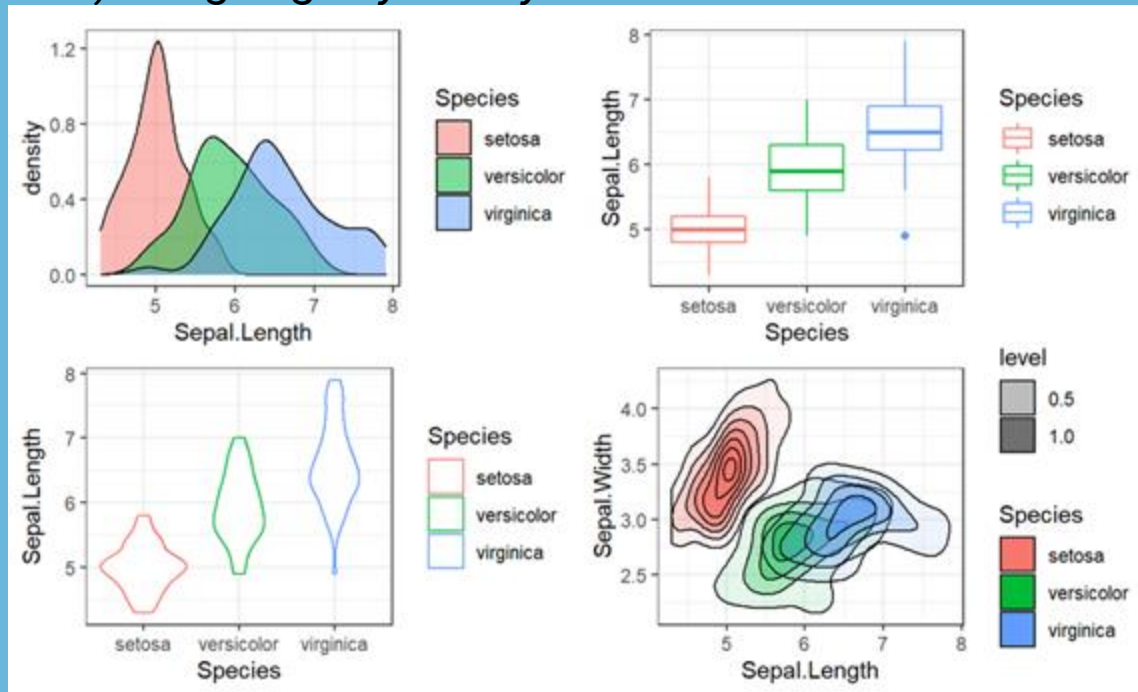 1.2
0.8
0.4
0.0
density
5 6 7 8
Sepal.Length
Species
setosa
versicolor
virginica
8
7
6
5
Sepal.Length
setosa versicolor virginica
Species
Species
setosa
versicolor
virginica
8
7
6
5
Sepal.Length
setosa versicolor virginica
Species
Species
setosa
versicolor
virginica
4.0
3.5
3.0
2.5
Sepal.Width
5 6 7 8
Sepal.Length
level
0.5
1.0
Species
setosa
versicolor
virginica